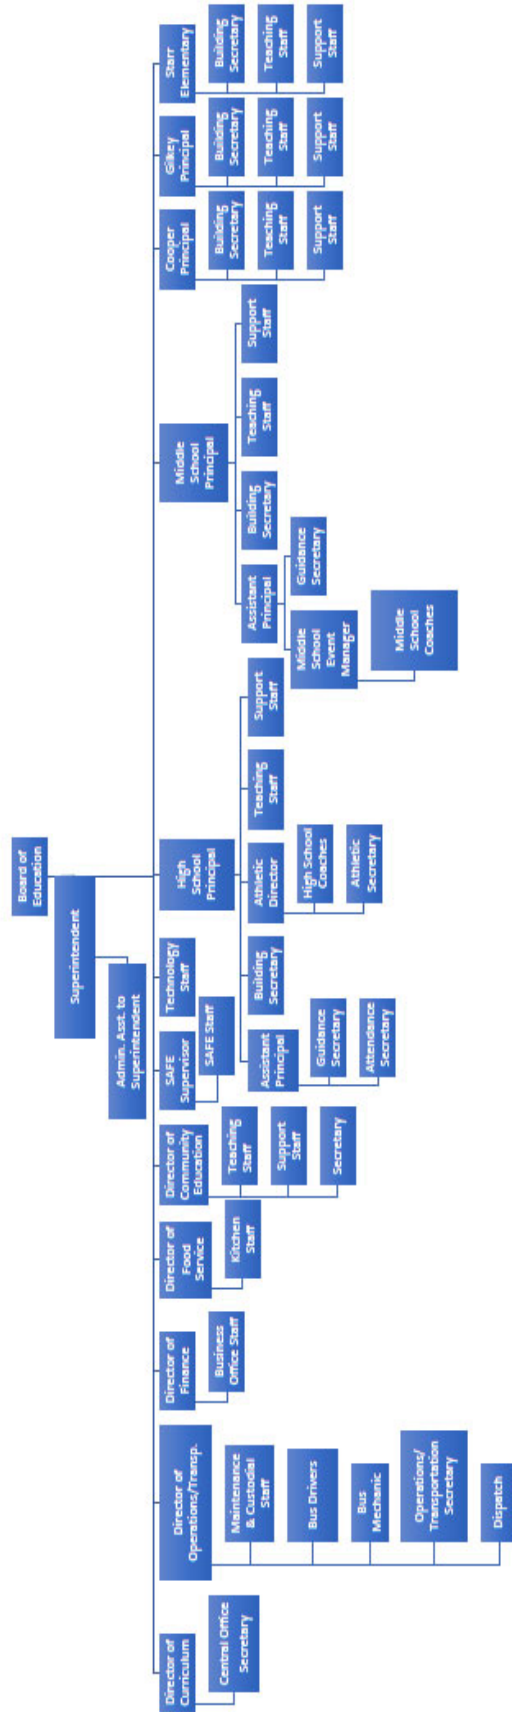 Board of
Education
Superintendent
Admin. Asst. to
Superintendent
Director of
Curriculum
Central Office
Secretary
Director of
Operations/Transp.
Maintenance
& Custodial
Staff
Bus Drivers
Bus
Mechanic
Operations/
Transportation
Secretary
Dispatch
Director of
Finance
Business
Office Staff
Director of
Food
Service
Kitchen
Staff
Director of
Community
Education
Teaching
Staff
Support
Staff
Secretary
SAFE
Supervisor
SAFE Staff
Technology
Staff
High
School
Principal
Assistant
Principal
Guidance
Secretary
Attendance
Secretary
Building
Secretary
Athletic
Director
High School
Coaches
Athletic
Secretary
Teaching
Staff
Support
Staff
Middle
School
Principal
Assistant
Principal
Middle
School
Event
Manager
Middle
School
Coaches
Guidance
Secretary
Building
Secretary
Teaching
Staff
Support
Staff
Cooper
Principal
Building
Secretary
Teaching
Staff
Support
Staff
Gilkey
Principal
Building
Secretary
Teaching
Staff
Support
Staff
Starr
Elementary
Building
Secretary
Teaching
Staff
Support
Staff